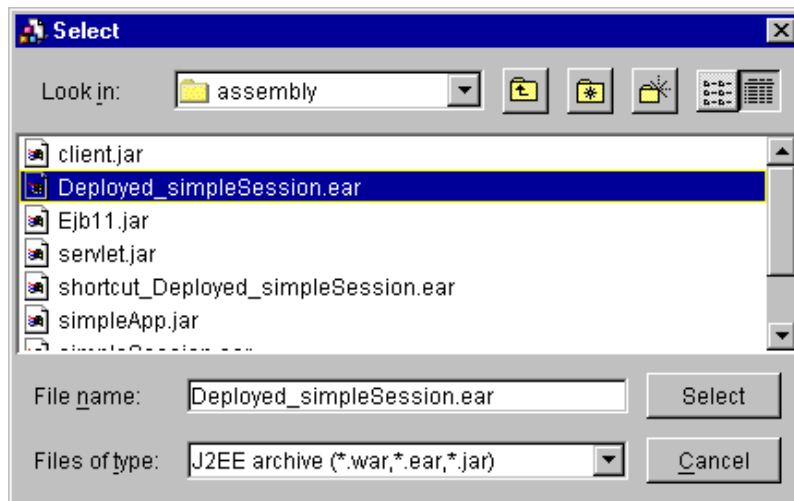 Select
Look in: assembly
client.jar
Deployed_simpleSession.ear
Ejb11.jar
servlet.jar
shortcut_Deployed_simpleSession.ear
simpleApp.jar
File name: Deployed_simpleSession.ear Select
Files of type: J2EE archive (*.war,*.ear,*.jar) Cancel